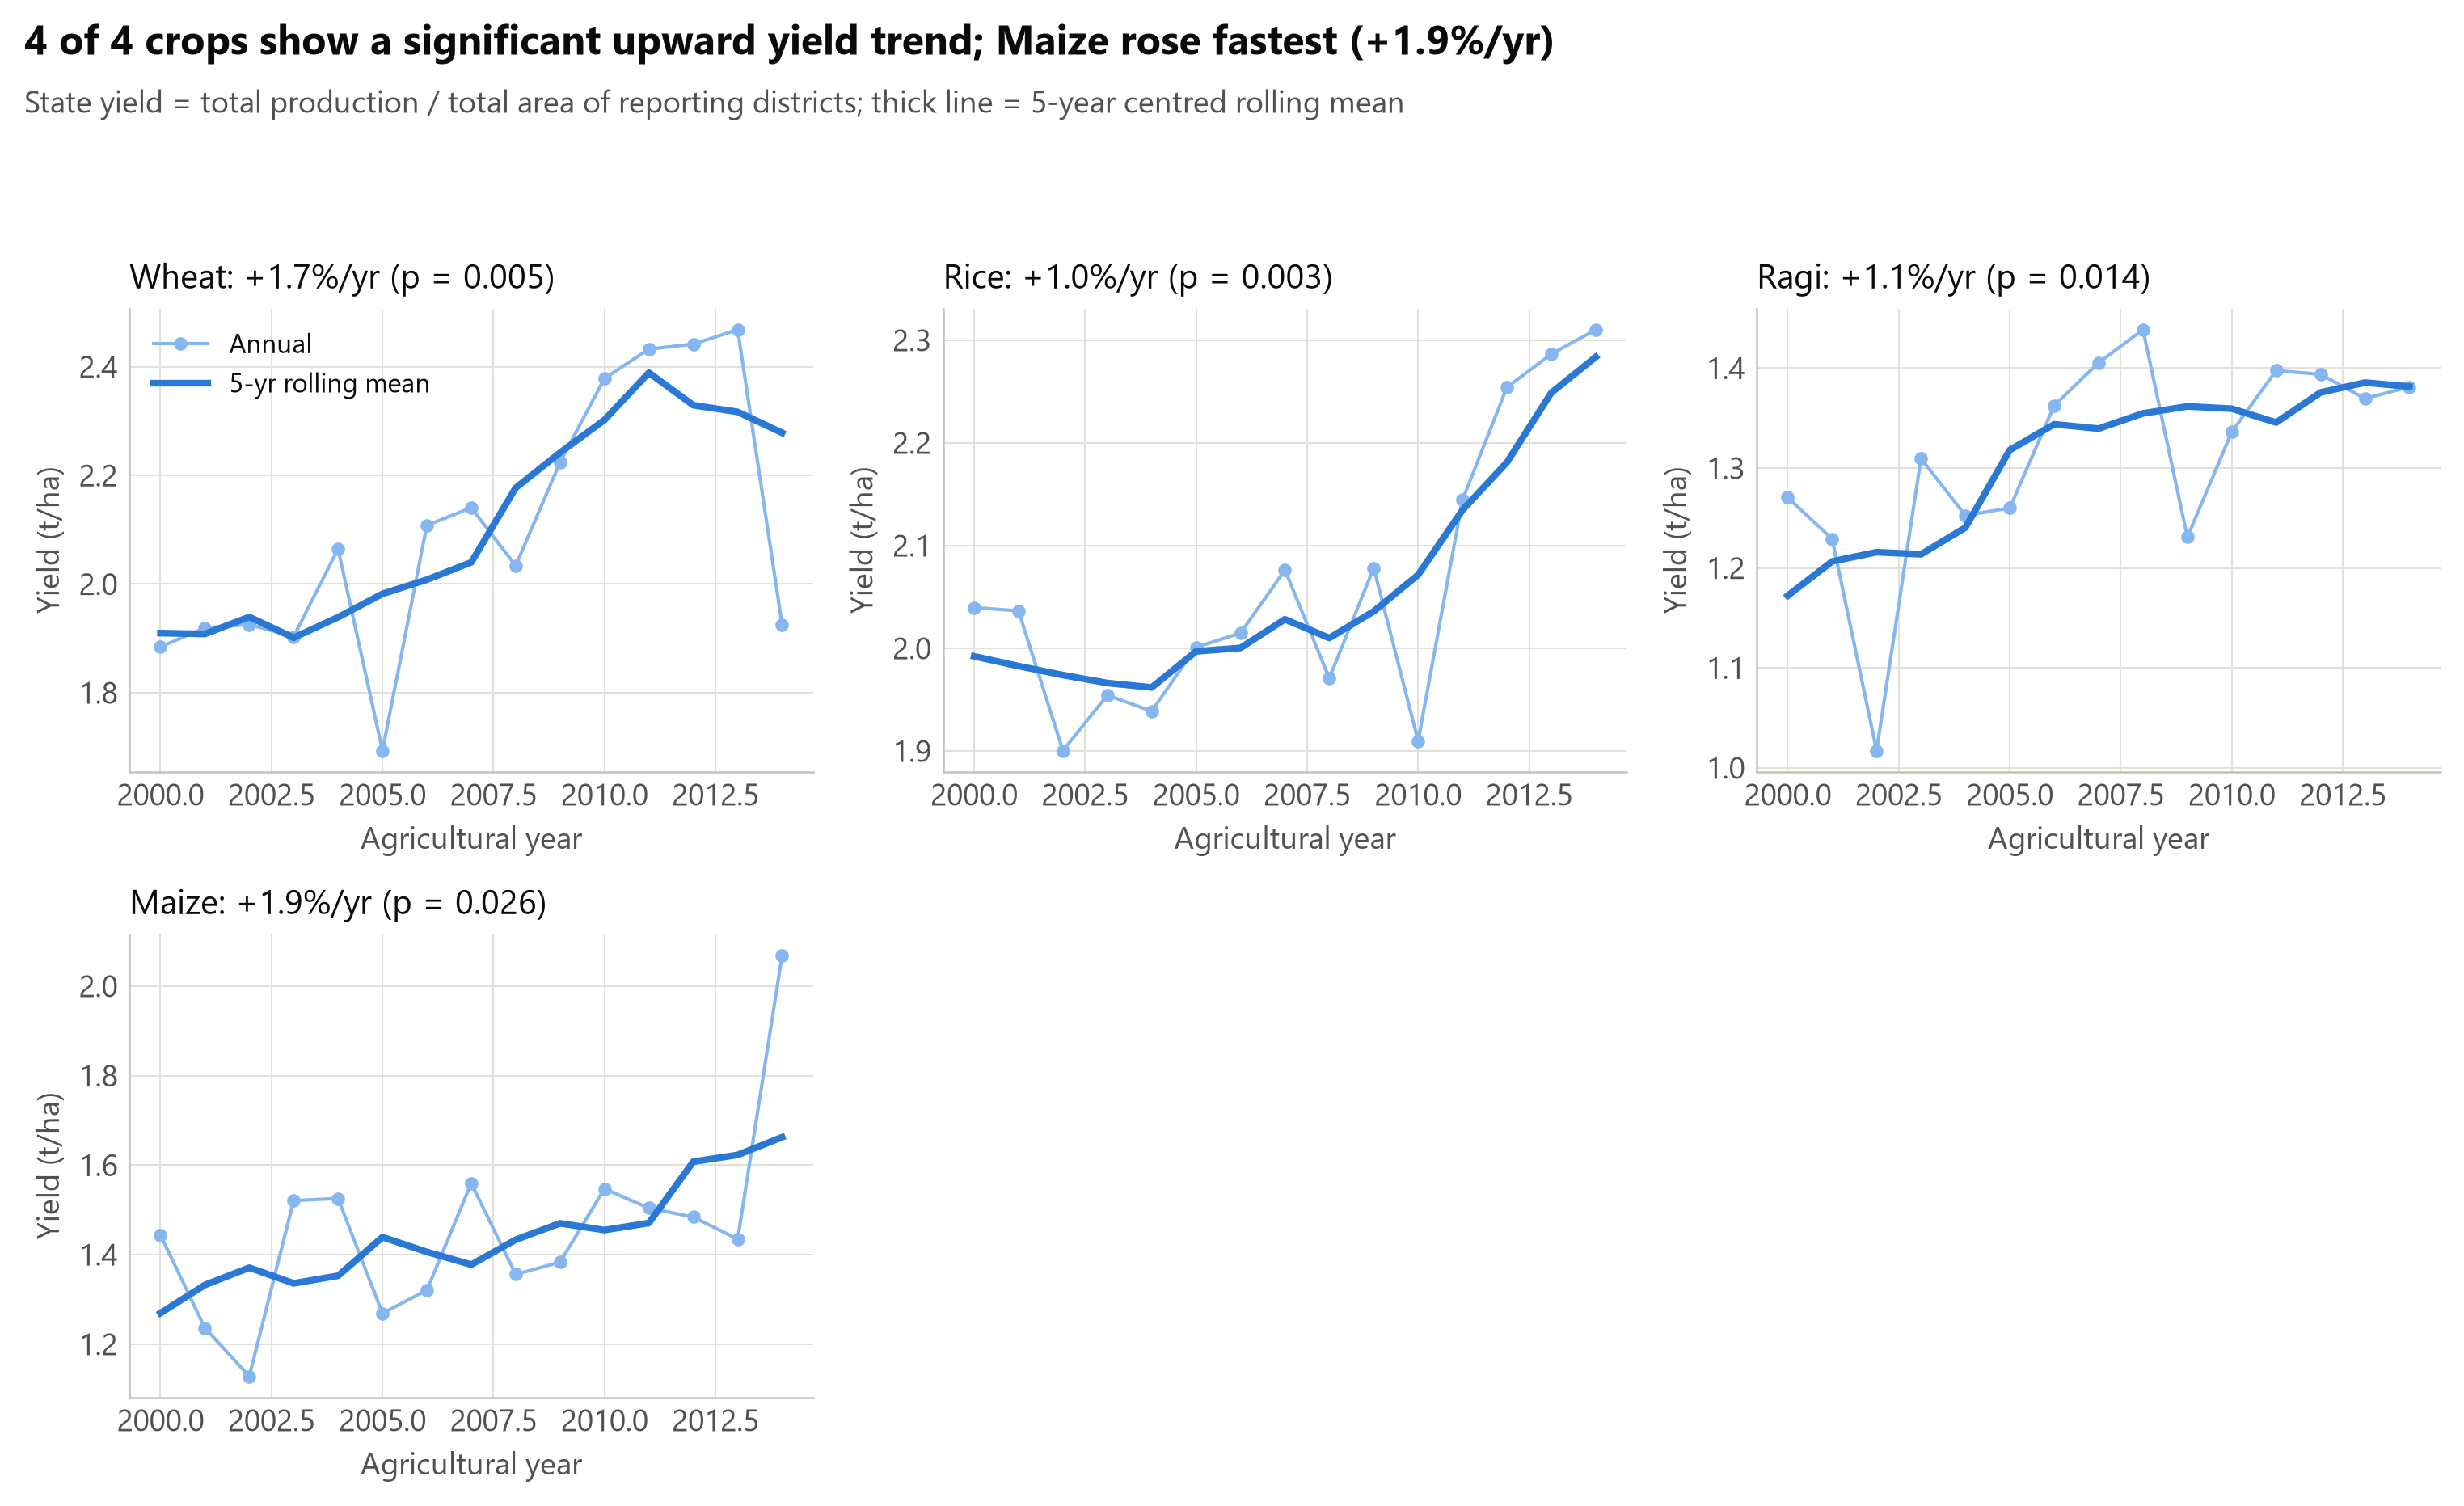 4 of 4 crops show a significant upward yield trend; Maize rose fastest (+1.9%/yr)
State yield = total production / total area of reporting districts; thick line = 5-year centred rolling mean
Wheat: +1.7%/yr (p = 0.005)
Annual
5-yr rolling mean
Yield (t/ha)
2.4
2.2
2.0
1.8
2000.0 2002.5 2005.0 2007.5 2010.0 2012.5
Agricultural year
Rice: +1.0%/yr (p = 0.003)
Yield (t/ha)
2.3
2.2
2.1
2.0
1.9
2000.0 2002.5 2005.0 2007.5 2010.0 2012.5
Agricultural year
Ragi: +1.1%/yr (p = 0.014)
Yield (t/ha)
1.4
1.3
1.2
1.1
1.0
2000.0 2002.5 2005.0 2007.5 2010.0 2012.5
Agricultural year
Maize: +1.9%/yr (p = 0.026)
Yield (t/ha)
2.0
1.8
1.6
1.4
1.2
2000.0 2002.5 2005.0 2007.5 2010.0 2012.5
Agricultural year